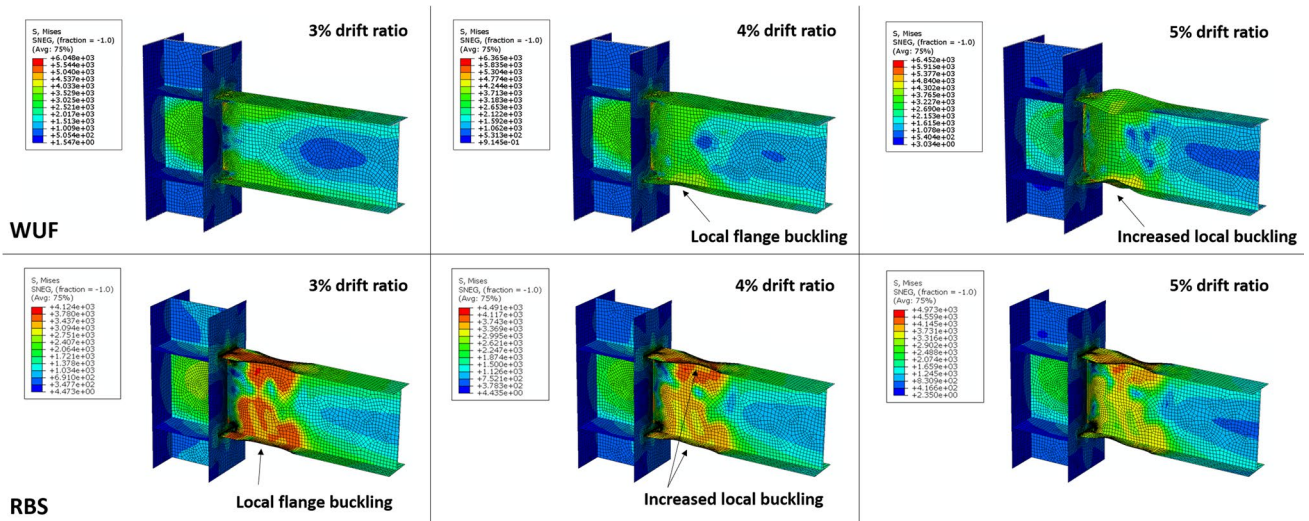 3% drift ratio
S, Mises
SNEG, (fraction = -1.0)
(Avg: 75%)
+6.048e+03
+5.544e+03
+5.040e+03
+4.537e+03
+4.033e+03
+3.529e+03
+3.025e+03
+2.521e+03
+2.017e+03
+1.513e+03
+1.009e+03
+5.054e+02
+1.547e+00
WUF
4% drift ratio
S, Mises
SNEG, (fraction = -1.0)
(Avg: 75%)
+6.365e+03
+5.835e+03
+5.304e+03
+4.774e+03
+4.244e+03
+3.713e+03
+3.183e+03
+2.653e+03
+2.122e+03
+1.592e+03
+1.062e+03
+5.313e+02
+9.145e-01
Local flange buckling
5% drift ratio
S, Mises
SNEG, (fraction = -1.0)
(Avg: 75%)
+6.452e+03
+5.915e+03
+5.377e+03
+4.840e+03
+4.302e+03
+3.765e+03
+3.227e+03
+2.690e+03
+2.153e+03
+1.615e+03
+1.078e+03
+5.404e+02
+3.034e+00
Increased local buckling
3% drift ratio
S, Mises
SNEG, (fraction = -1.0)
(Avg: 75%)
+4.124e+03
+3.780e+03
+3.437e+03
+3.094e+03
+2.751e+03
+2.407e+03
+2.064e+03
+1.721e+03
+1.378e+03
+1.034e+03
+6.910e+02
+3.477e+02
+4.473e+00
Local flange buckling
RBS
4% drift ratio
S, Mises
SNEG, (fraction = -1.0)
(Avg: 75%)
+4.491e+03
+4.117e+03
+3.743e+03
+3.369e+03
+2.995e+03
+2.621e+03
+2.247e+03
+1.874e+03
+1.500e+03
+1.126e+03
+7.521e+02
+3.783e+02
+4.435e+00
Increased local buckling
5% drift ratio
S, Mises
SNEG, (fraction = -1.0)
(Avg: 75%)
+4.973e+03
+4.559e+03
+4.145e+03
+3.731e+03
+3.316e+03
+2.902e+03
+2.488e+03
+2.074e+03
+1.659e+03
+1.245e+03
+8.309e+02
+4.166e+02
+2.350e+00